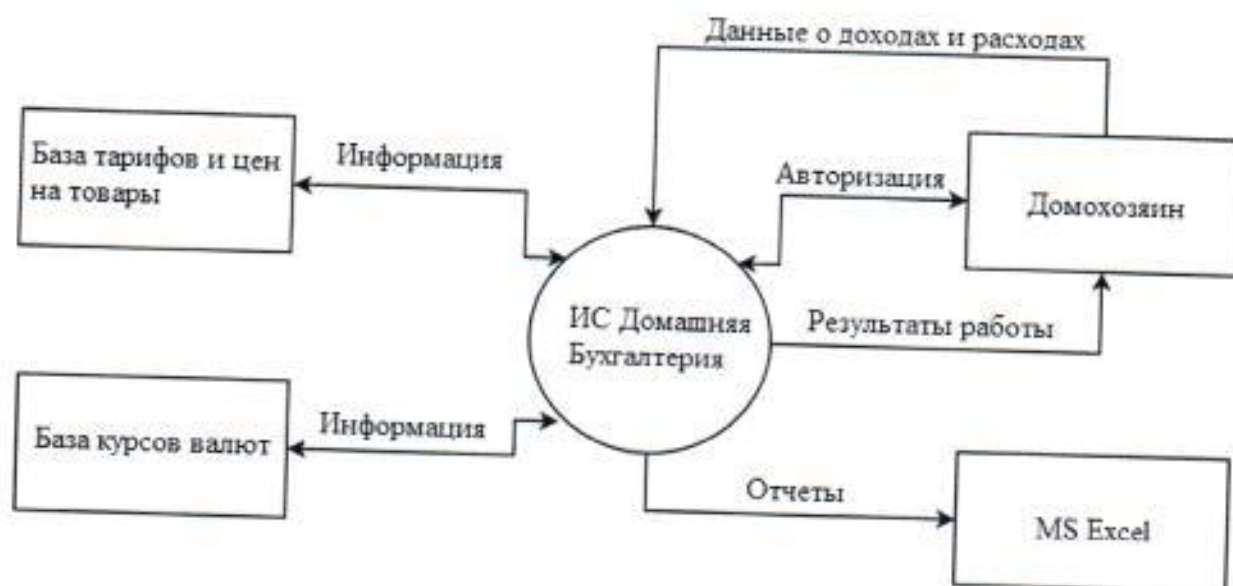 Данные о доходах и расходах
База тарифов и цен
на товары
Информация
Авторизация
Домохозяин
ИС Домашняя
Бухгалтерия
Результаты работы
База курсов валют
Информация
Отчеты
MS Excel